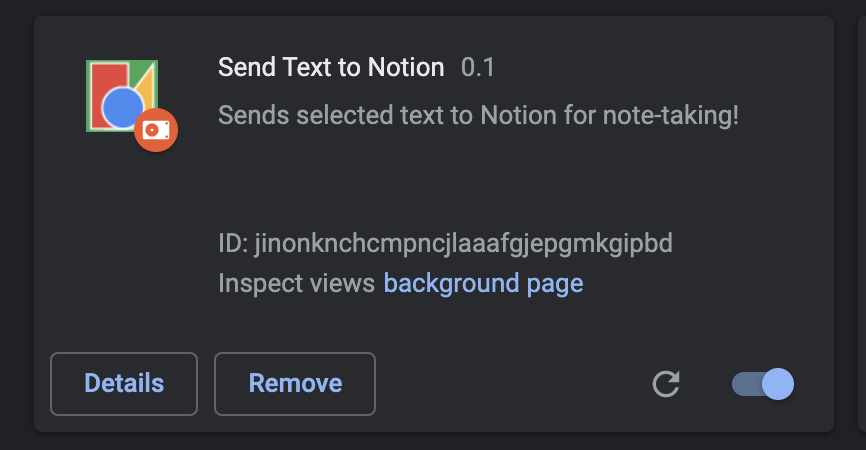 Send Text to Notion 0.1
Sends selected text to Notion for note-taking!
ID: jinonknchcmpncjlaaafgjepgmkgipbd
Inspect views background page
Details Remove